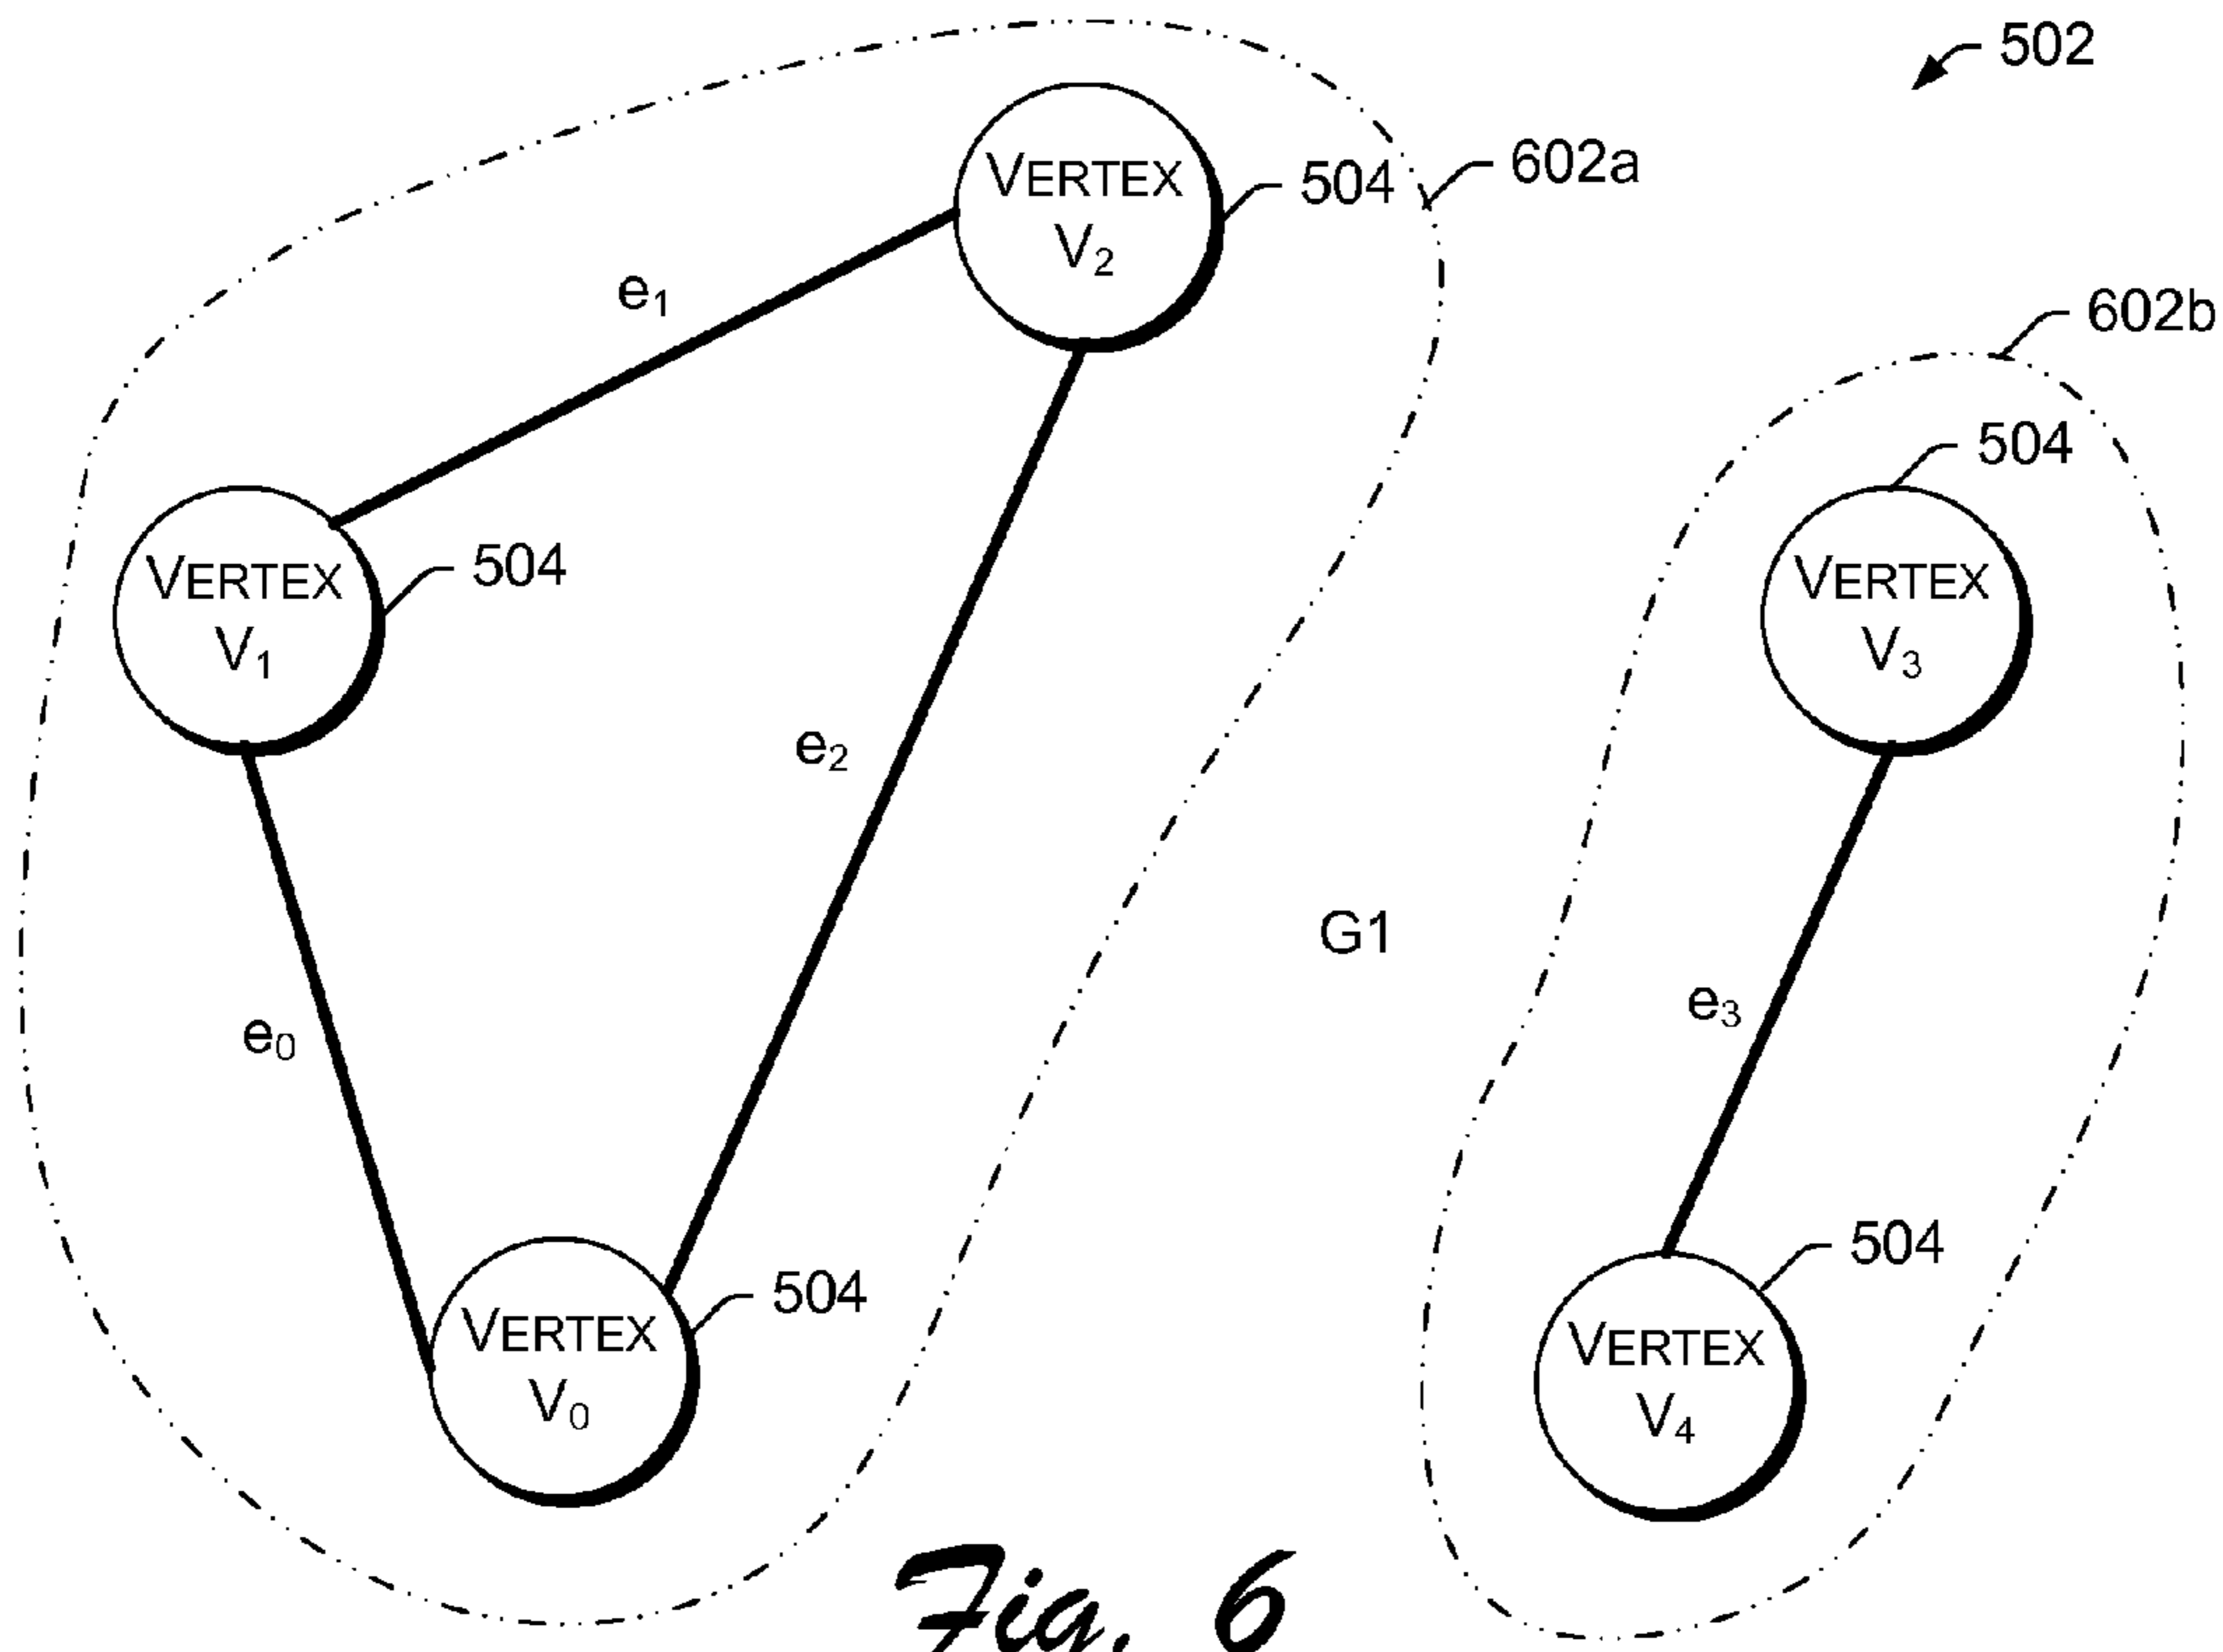 502
602a
VERTEX
V₂
504
e₁
602b
504
VERTEX
V₁
504
VERTEX
V₃
e₂
G1
e₃
e₀
504
VERTEX
V₀
504
VERTEX
V₄
Fig. 6